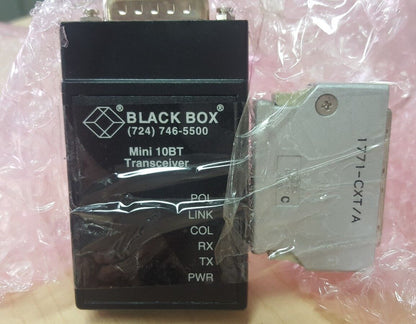 ® BLACK BOX®
(724) 746-5500
Mini 10BT
Transceiver
POL
LINK
COL
RX
TX
PWR
1771-CXT/A
C